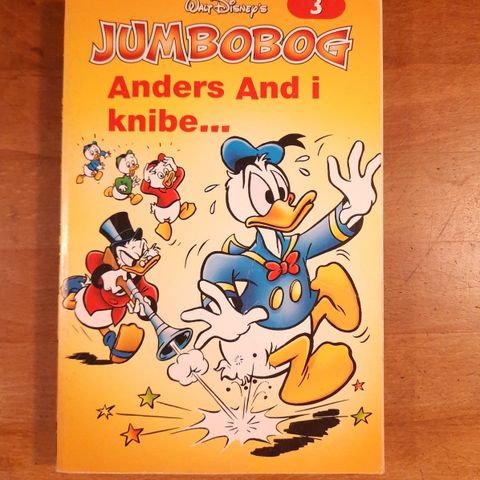 Walt Disney's
3
JUMBOBOG
Anders And i
knibe...